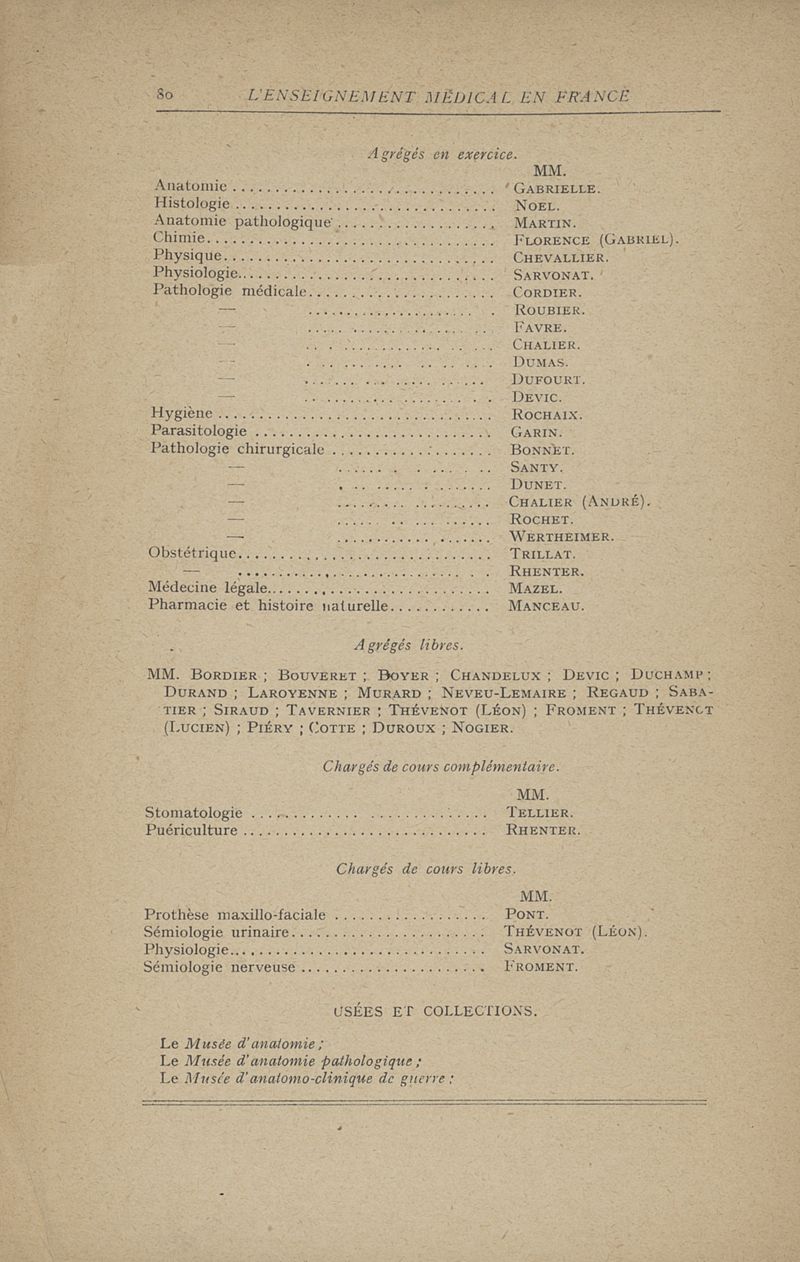 80 L'ENSEIGNEMENT MÉDICAL EN FRANCE
Agrégés en exercice.
MM.
Anatomie .............................. GABRIELLE.
Histologie .............................. NOEL.
Anatomie pathologique .................. MARTIN.
Chimie.................................. FLORENCE (GABRIEL).
Physique................................ CHEVALLIER.
Physiologie............................. SARVONAT.
Pathologie médicale..................... CORDIER.
— ..................... ROUBIER.
— ..................... FAVRE.
— ..................... CHALIER.
— ..................... DUMAS.
— ..................... DUFOURT.
— ..................... DEVIC.
Hygiène ................................ ROCHAIX.
Parasitologie ........................... GARIN.
Pathologie chirurgicale ................. BONNET.
— ................. SANTY.
— ................. DUNET.
— ................. CHALIER (ANDRÉ).
— ................. ROCHET.
— ................. WERTHEIMER.
Obstétrique............................. TRILLAT.
— ............................. RHENTER.
Médecine légale......................... MAZEL.
Pharmacie et histoire naturelle............ MANCEAU.
Agrégés libres.
MM. BORDIER ; BOUVERET ; BOYER ; CHANDELUX ; DEVIC ; DUCHAMP ;
DURAND ; LAROYENNE ; MURARD ; NEVEU-LEMAIRE ; REGAUD ; SABA-
TIER ; SIRAUD ; TAVERNIER ; THÉVENOT (LÉON) ; FROMENT ; THÉVENOT
(LUCIEN) ; PIÉRY ; COTTE ; DUROUX ; NOGIER.
Chargés de cours complémentaire.
MM.
Stomatologie ............................ TELLIER.
Puériculture ............................ RHENTER.
Chargés de cours libres.
MM.
Prothèse maxillo-faciale ................. PONT.
Sémiologie urinaire...................... THÉVENOT (LÉON).
Physiologie............................. SARVONAT.
Sémiologie nerveuse ..................... FROMENT.
USÉES ET COLLECTIONS.
Le Musée d'anatomie ;
Le Musée d'anatomie pathologique ;
Le Musée d'anatomo-clinique de guerre ;